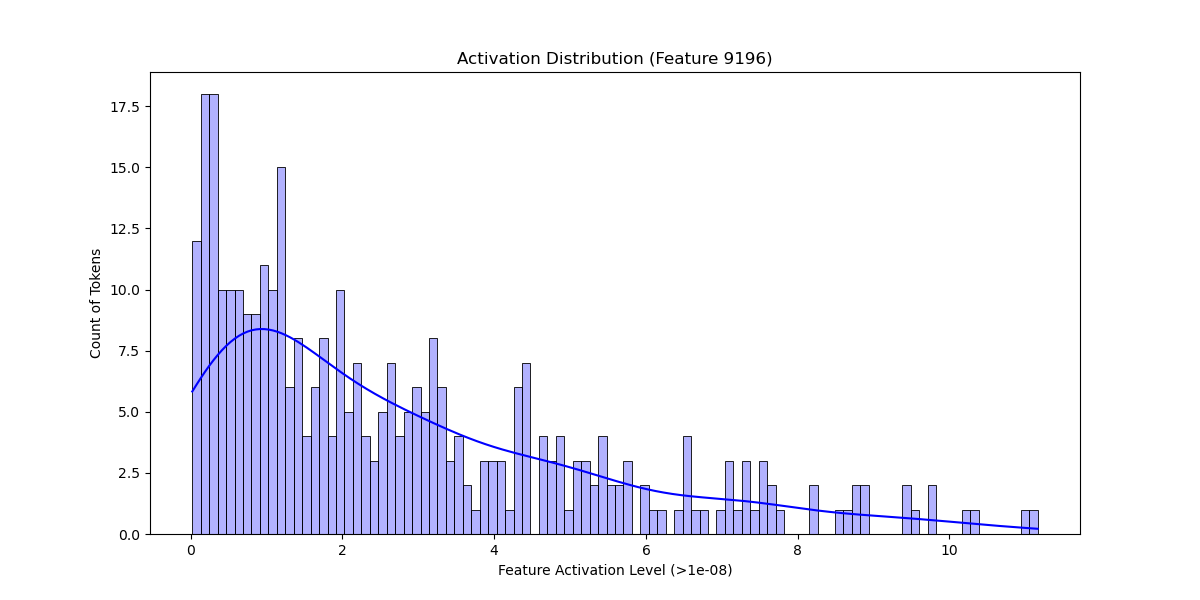 Activation Distribution (Feature 9196)
Count of Tokens
17.5
15.0
12.5
10.0
7.5
5.0
2.5
0.0
0 2 4 6 8 10
Feature Activation Level (>1e-08)